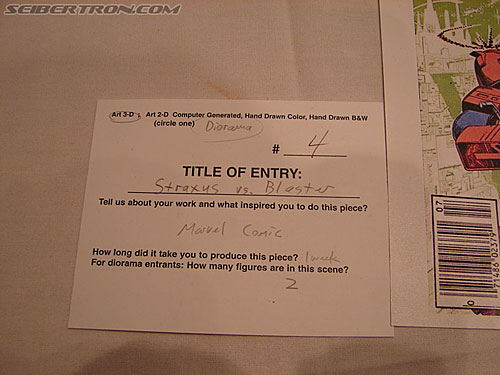 SEIBERTRON.COM
Art 3-D, Art 2-D Computer Generated, Hand Drawn Color, Hand Drawn B&W
(circle one) Diorama
# 4
TITLE OF ENTRY:
Straxus vs. Blaster
Tell us about your work and what inspired you to do this piece?
Marvel Comic
How long did it take you to produce this piece? 1 week
For diorama entrants: How many figures are in this scene?
2
07
0 71486 02379